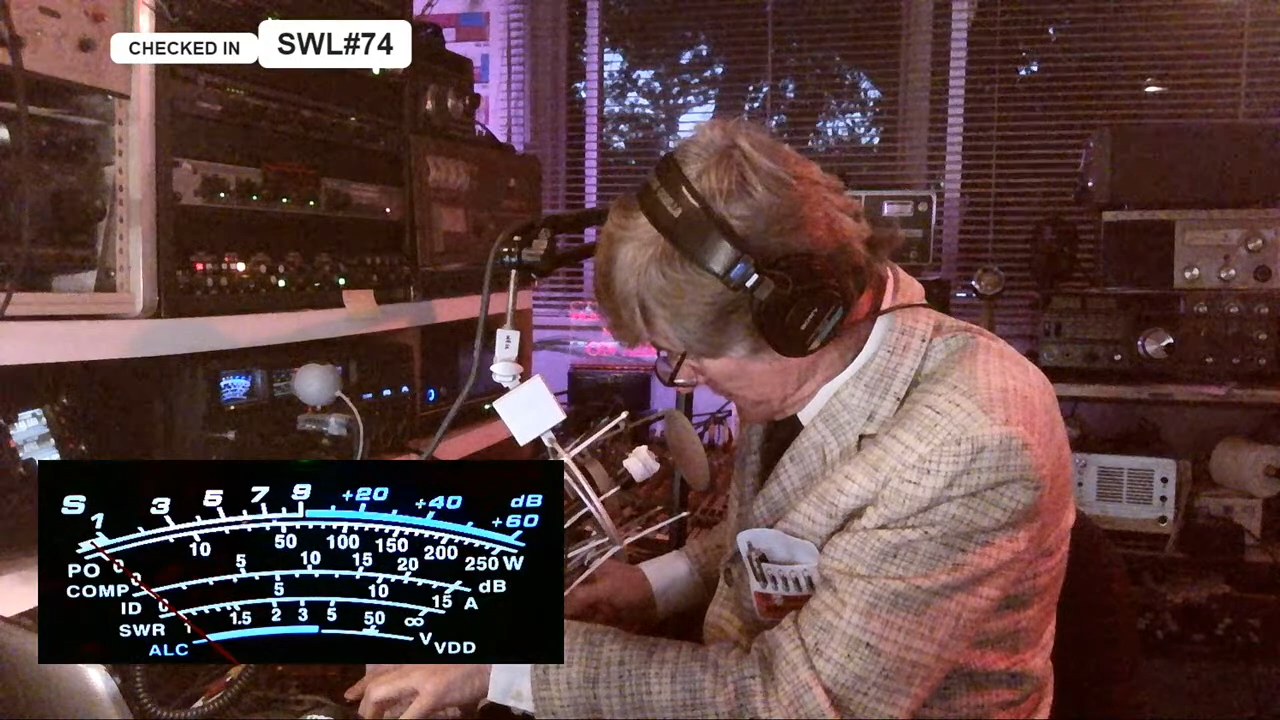 CHECKED IN SWL#74
S 1 3 5 7 9 +20 +40 +60 dB
PO 0 10 50 100 150 200 250 W
COMP 0 5 10 15 20 dB
ID 0 5 10 15 A
SWR 1 1.5 2 3 5 50 ∞
ALC V VDD
SONY